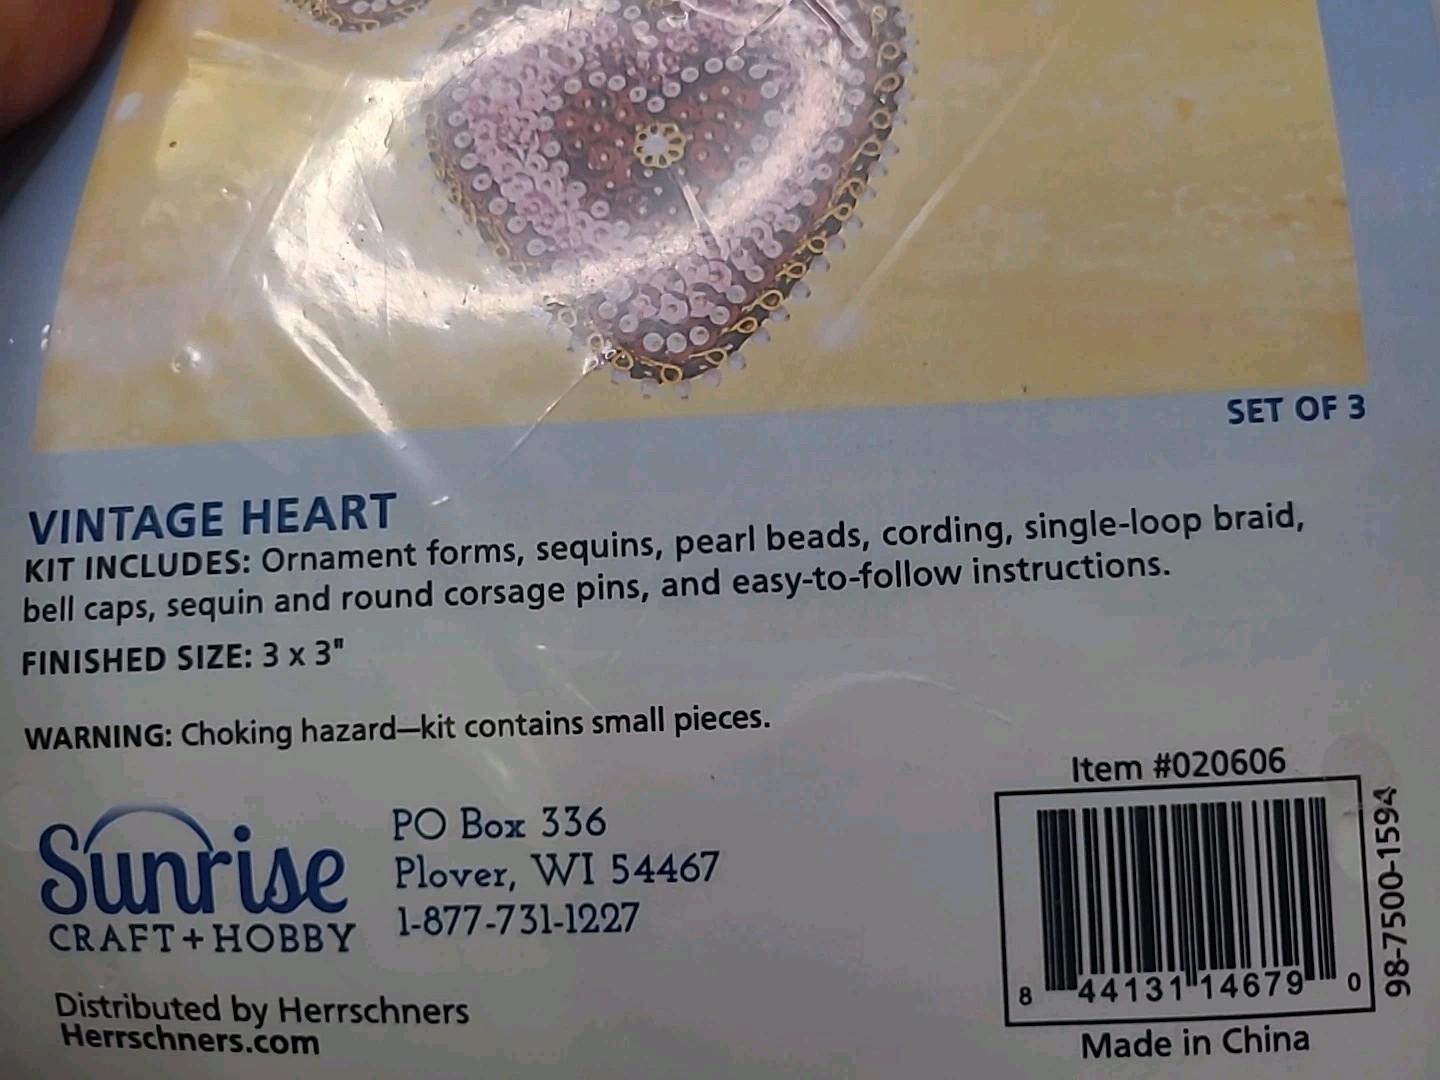 SET OF 3
VINTAGE HEART
KIT INCLUDES: Ornament forms, sequins, pearl beads, cording, single-loop braid,
bell caps, sequin and round corsage pins, and easy-to-follow instructions.
FINISHED SIZE: 3 x 3"
WARNING: Choking hazard—kit contains small pieces.
Sunrise
CRAFT + HOBBY
PO Box 336
Plover, WI 54467
1-877-731-1227
Distributed by Herrschners
Herrschners.com
Item #020606
8 44131 14679 0
98-7500-1594
Made in China